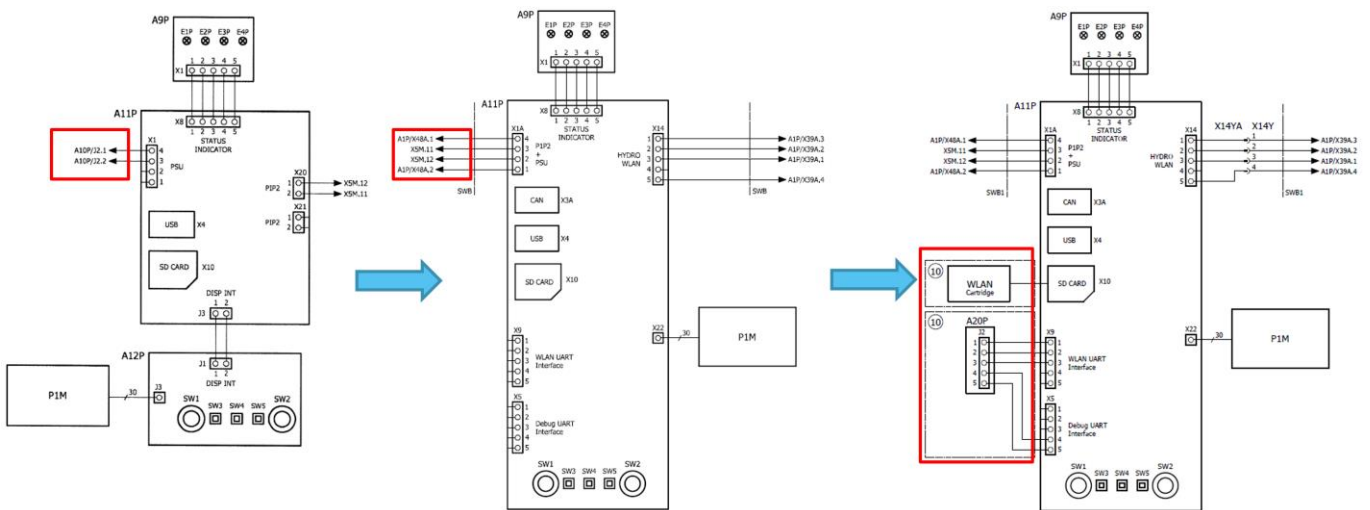 A9P
E1P E2P E3P E4P
1 2 3 4 5
X1
A11P
X8
1 2 3 4 5
STATUS
INDICATOR
X1
A10P/J2.1
4
A10P/J2.2
3
PSU
2
1
X20
1
X5M.12
PIP2
2
X5M.11
X21
1
PIP2
2
USB
X4
SD CARD
X10
DISP INT
1 2
J3
A12P
J1
1 2
DISP INT
P1M
30
J3
SW1
SW3 SW4 SW5
SW2
A9P
E1P E2P E3P E4P
1 2 3 4 5
X1
A11P
X8
1 2 3 4 5
STATUS
INDICATOR
X1A
A1P/X48A.1
4
X5M.11
3
X5M.12
2
A1P/X48A.2
1
P1P2
+
PSU
SWB
X14
1
A1P/X39A.3
2
A1P/X39A.2
3
A1P/X39A.1
4
5
A1P/X39A.4
HYDRO
WLAN
SWB
CAN
X3A
USB
X4
SD CARD
X10
X22
30
P1M
X9
1
2
3
4
5
WLAN UART
Interface
X5
1
2
3
4
5
Debug UART
Interface
SW1
SW3 SW4 SW5
SW2
A9P
E1P E2P E3P E4P
1 2 3 4 5
X1
A11P
X8
1 2 3 4 5
STATUS
INDICATOR
X1A
A1P/X48A.1
4
X5M.11
3
X5M.12
2
A1P/X48A.2
1
P1P2
+
PSU
SWB1
X14
X14YA
X14Y
1
1
A1P/X39A.3
2
2
A1P/X39A.2
3
3
A1P/X39A.1
4
4
A1P/X39A.4
5
HYDRO
WLAN
SWB1
CAN
X3A
USB
X4
10
WLAN
Cartridge
SD CARD
X10
10
A20P
J2
1
2
3
4
5
X22
30
P1M
X9
1
2
3
4
5
WLAN UART
Interface
X5
1
2
3
4
5
Debug UART
Interface
SW1
SW3 SW4 SW5
SW2